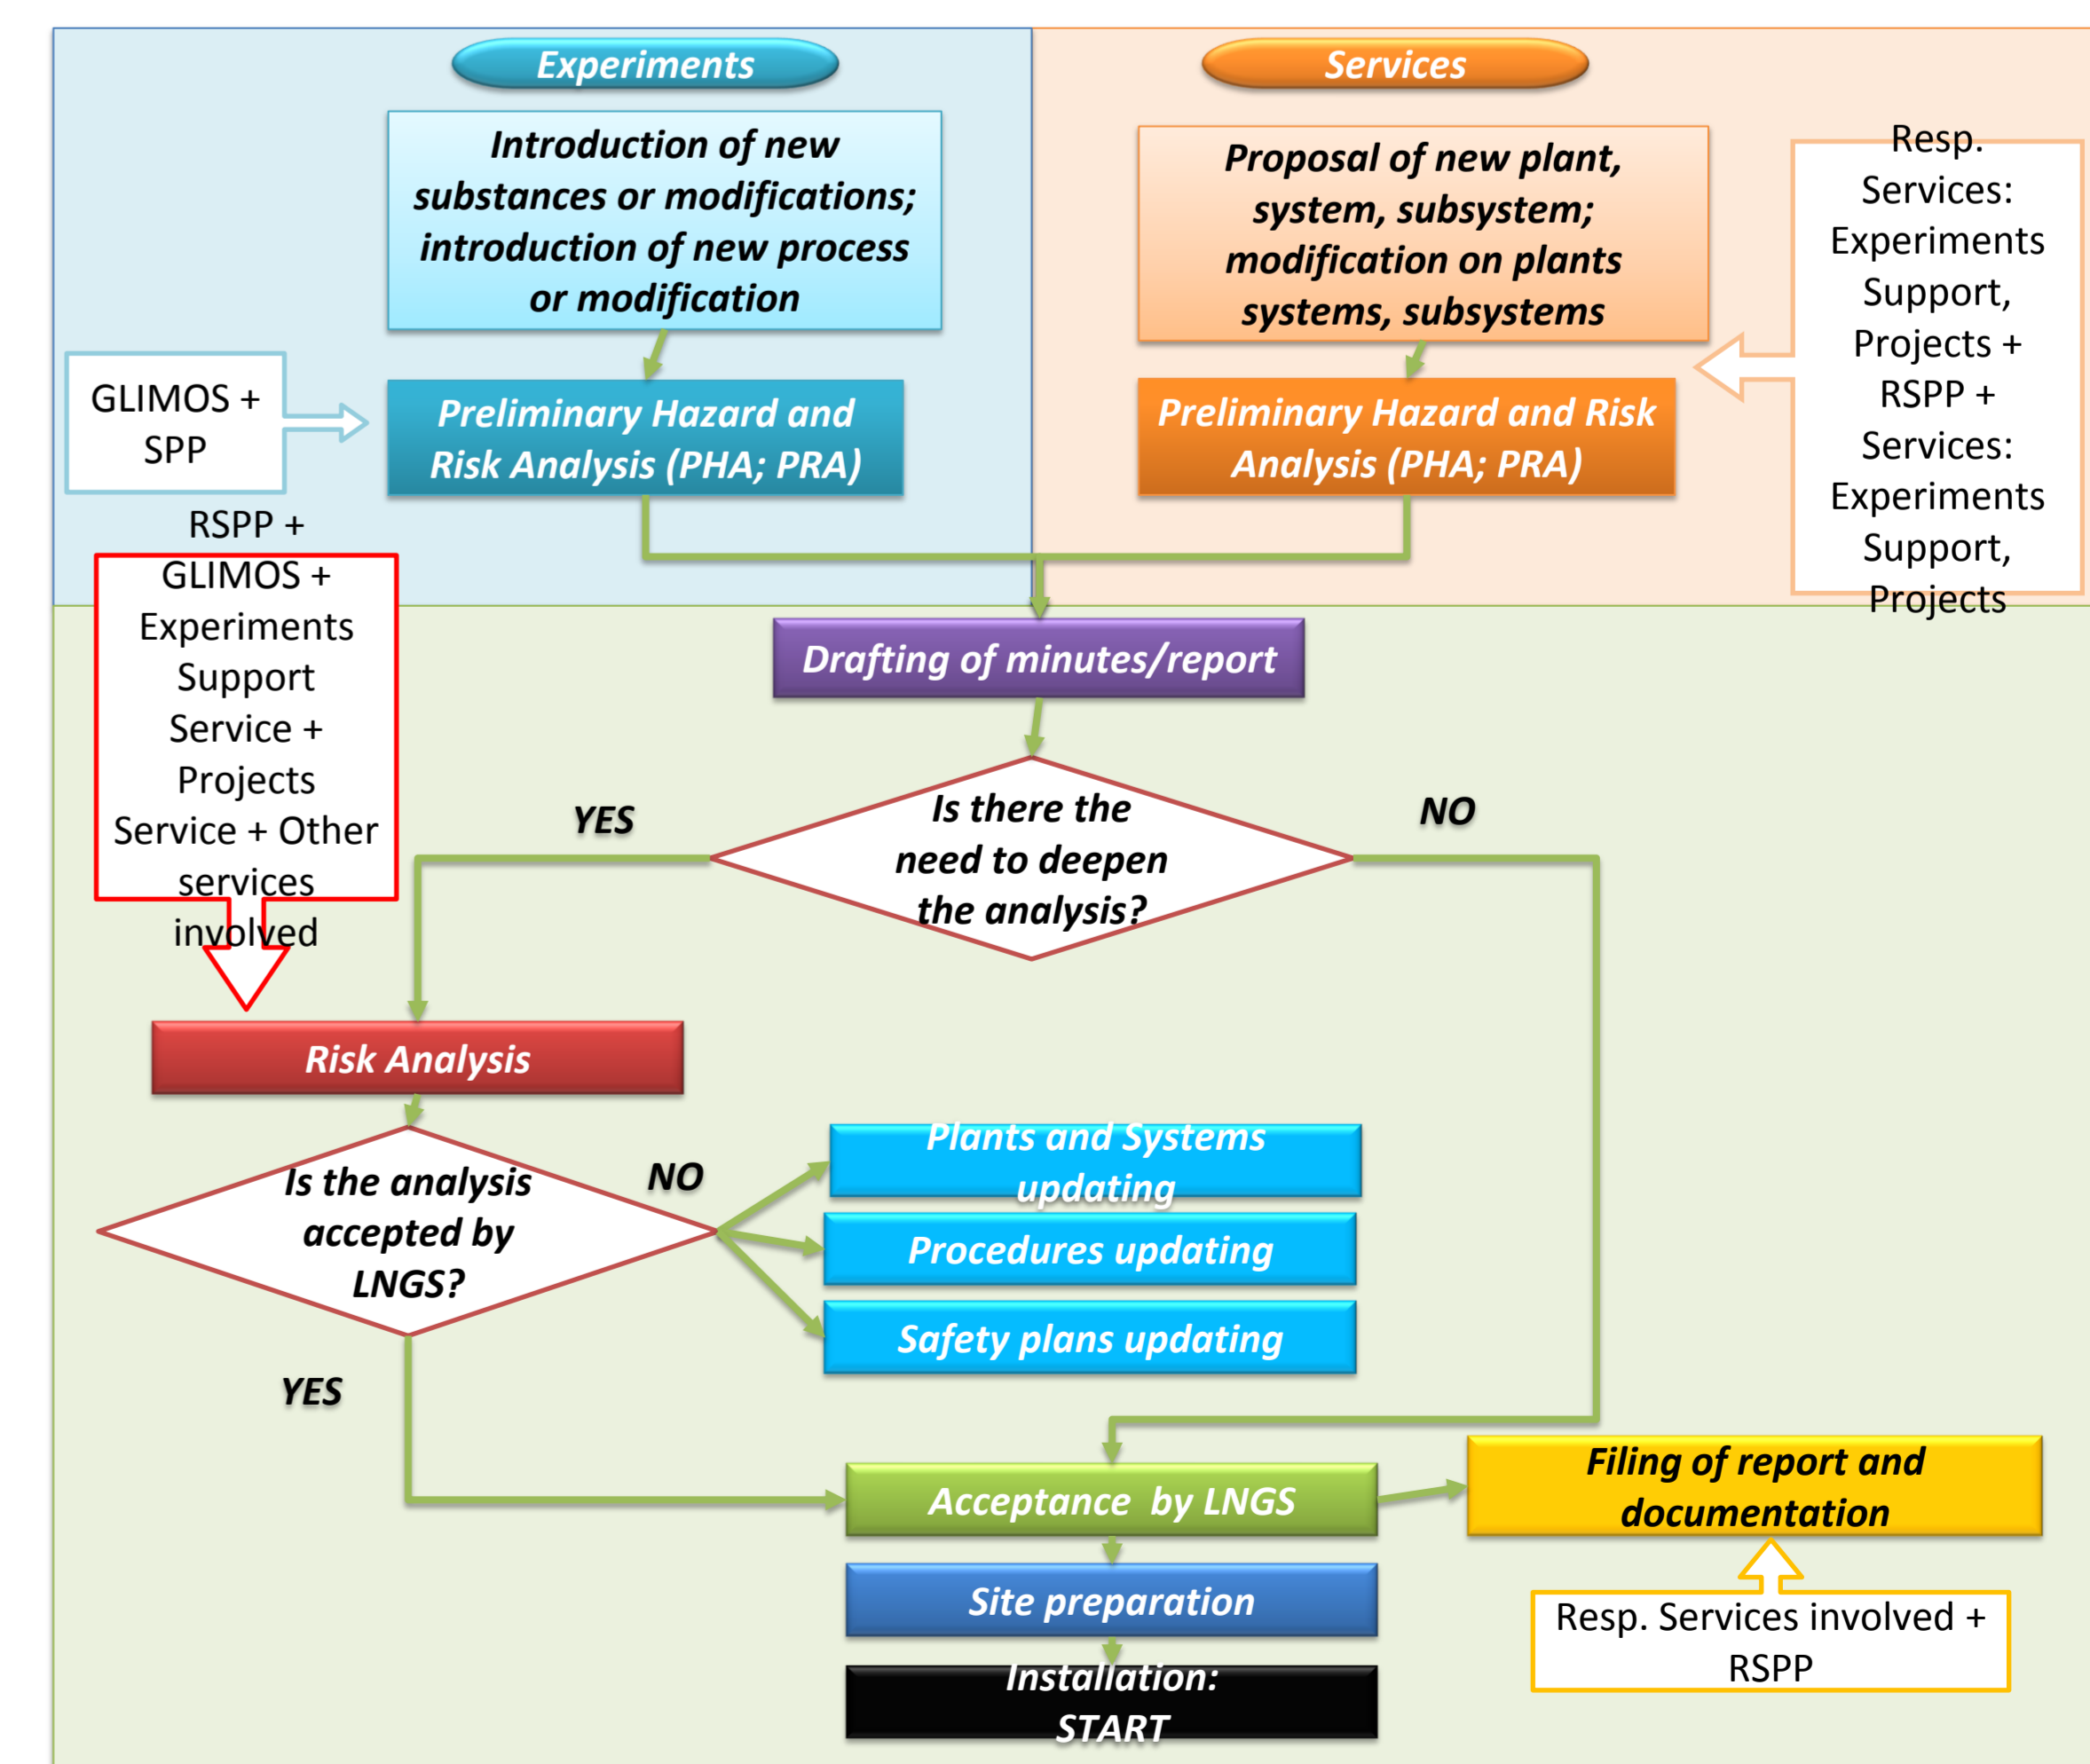 Experiments
Services
Introduction of new
substances or modifications;
introduction of new process
or modification
Proposal of new plant,
system, subsystem;
modification on plants
systems, subsystems
Resp.
Services:
Experiments
Support,
Projects +
RSPP +
Services:
Experiments
Support,
Projects
GLIMOS +
SPP
Preliminary Hazard and
Risk Analysis (PHA; PRA)
Preliminary Hazard and Risk
Analysis (PHA; PRA)
RSPP +
GLIMOS +
Experiments
Support
Service +
Projects
Service + Other
services
involved
Drafting of minutes/report
Is there the
need to deepen
the analysis?
YES
NO
Risk Analysis
Is the analysis
accepted by
LNGS?
NO
Plants and Systems
updating
Procedures updating
Safety plans updating
YES
Acceptance by LNGS
Filing of report and
documentation
Site preparation
Resp. Services involved +
RSPP
Installation:
START